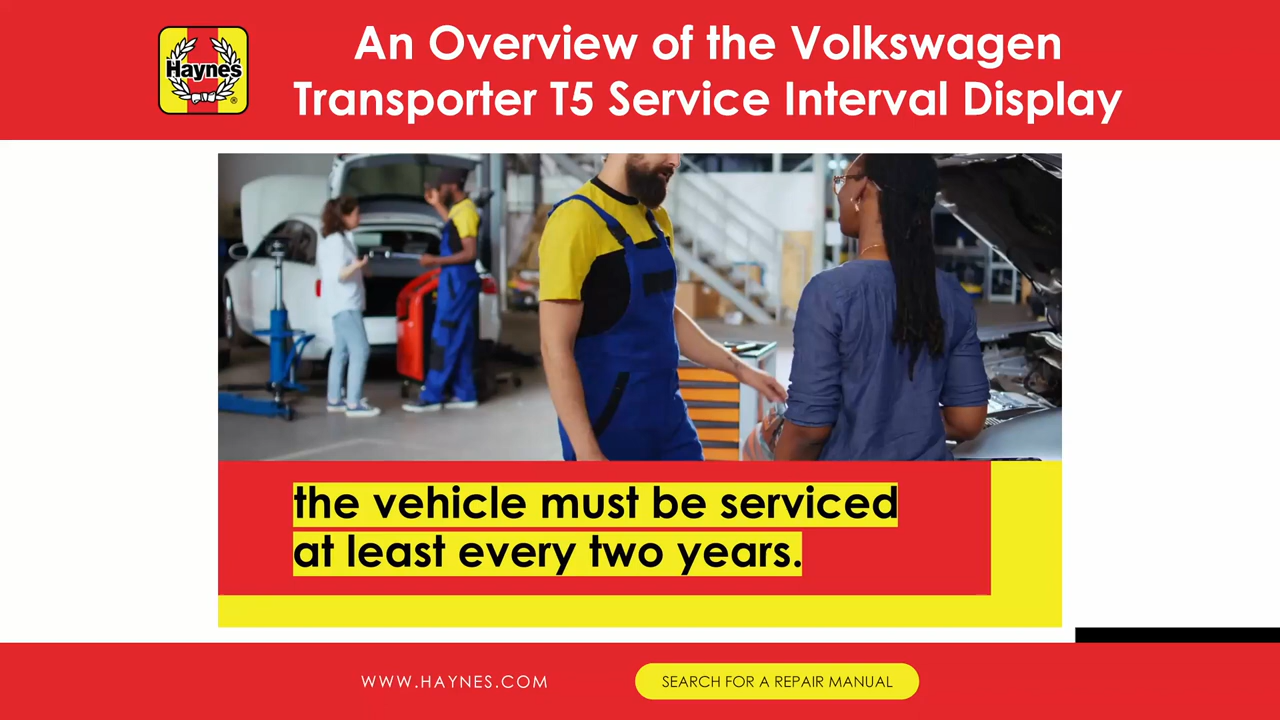 An Overview of the Volkswagen
Transporter T5 Service Interval Display
Haynes
®
the vehicle must be serviced
at least every two years.
WWW.HAYNES.COM
SEARCH FOR A REPAIR MANUAL